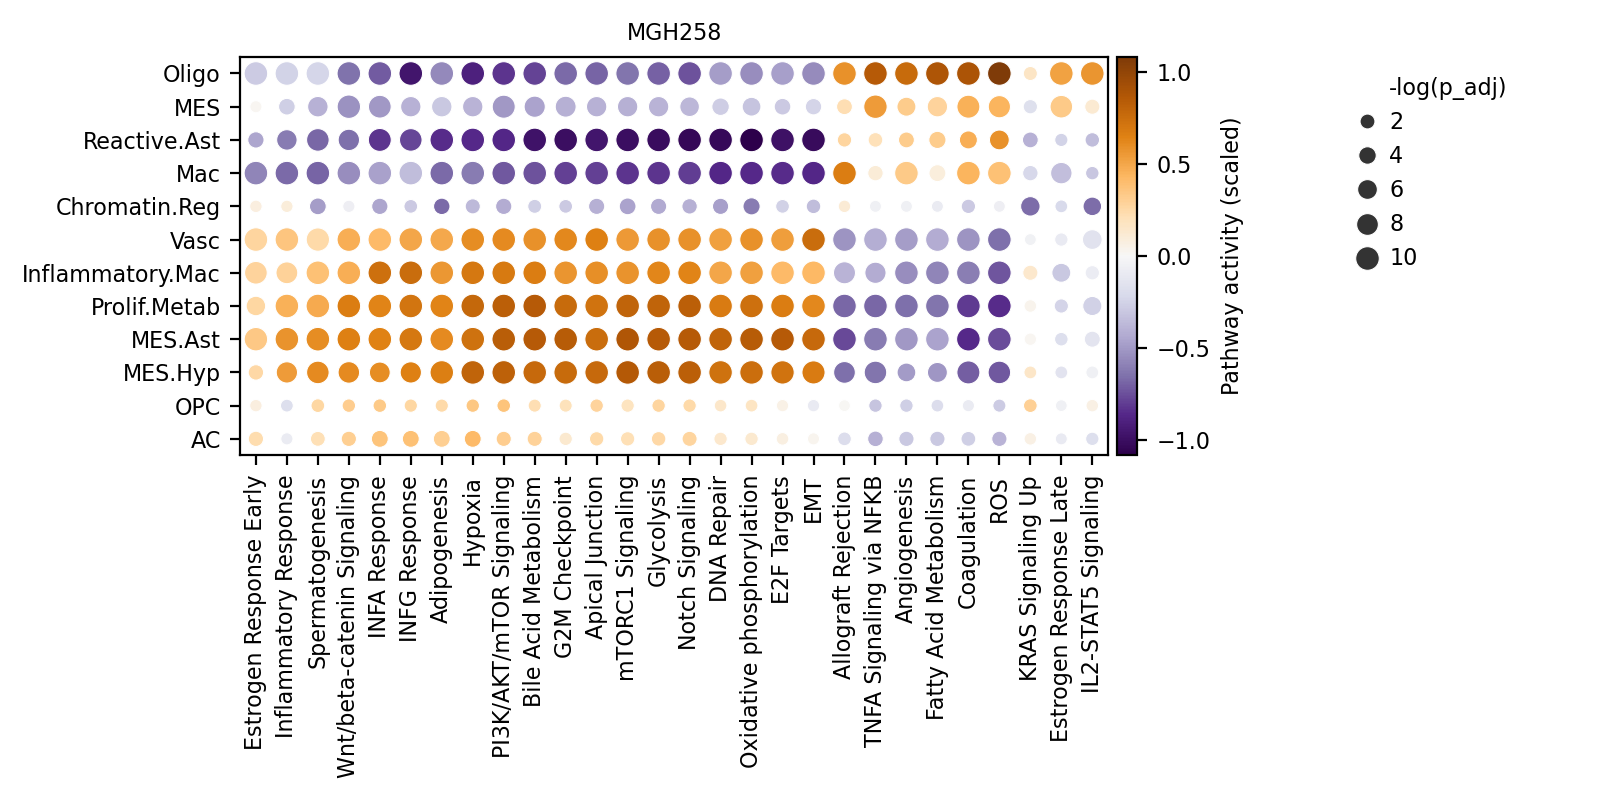 MGH258
Oligo
MES
Reactive.Ast
Mac
Chromatin.Reg
Vasc
Inflammatory.Mac
Prolif.Metab
MES.Ast
MES.Hyp
OPC
AC
Estrogen Response Early
Inflammatory Response
Spermatogenesis
Wnt/beta-catenin Signaling
INFA Response
INFG Response
Adipogenesis
Hypoxia
PI3K/AKT/mTOR Signaling
Bile Acid Metabolism
G2M Checkpoint
Apical Junction
mTORC1 Signaling
Glycolysis
Notch Signaling
DNA Repair
Oxidative phosphorylation
E2F Targets
EMT
Allograft Rejection
TNFA Signaling via NFKB
Angiogenesis
Fatty Acid Metabolism
Coagulation
ROS
KRAS Signaling Up
Estrogen Response Late
IL2-STAT5 Signaling
1.0
0.5
0.0
−0.5
−1.0
Pathway activity (scaled)
-log(p_adj)
2
4
6
8
10